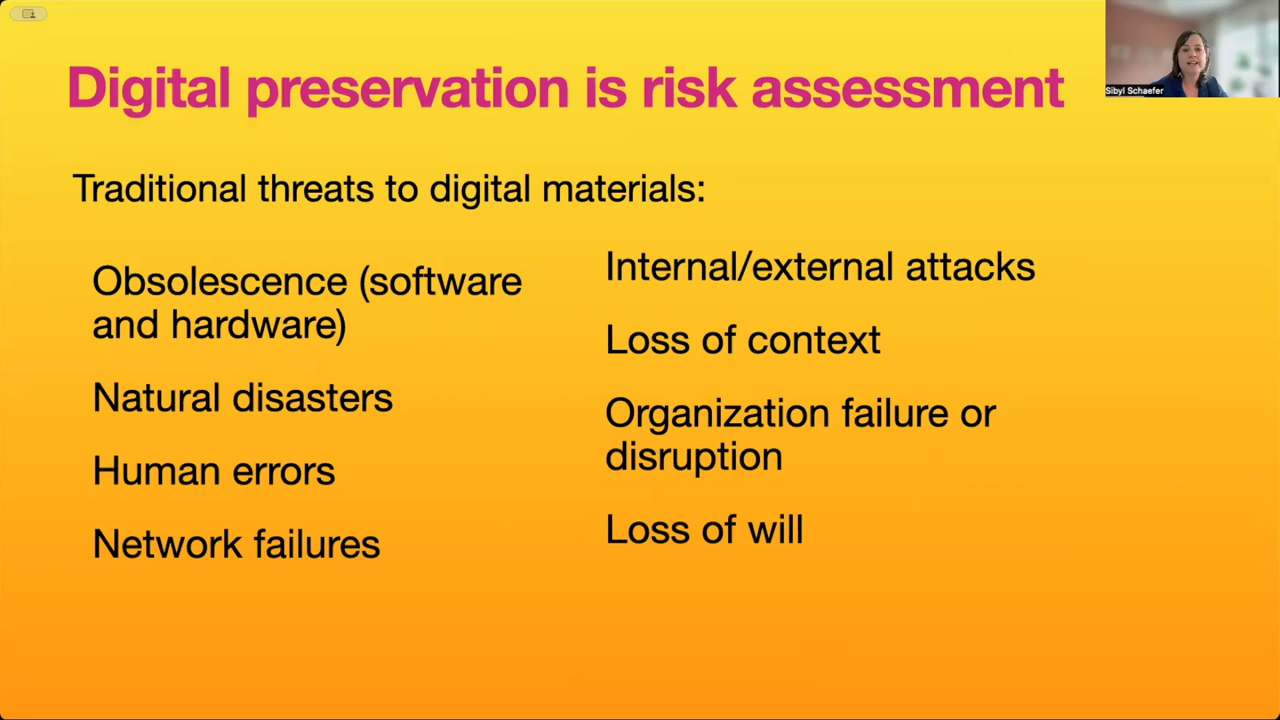 Digital preservation is risk assessment
Sibyl Schaefer
Traditional threats to digital materials:
Obsolescence (software
and hardware)
Natural disasters
Human errors
Network failures
Internal/external attacks
Loss of context
Organization failure or
disruption
Loss of will